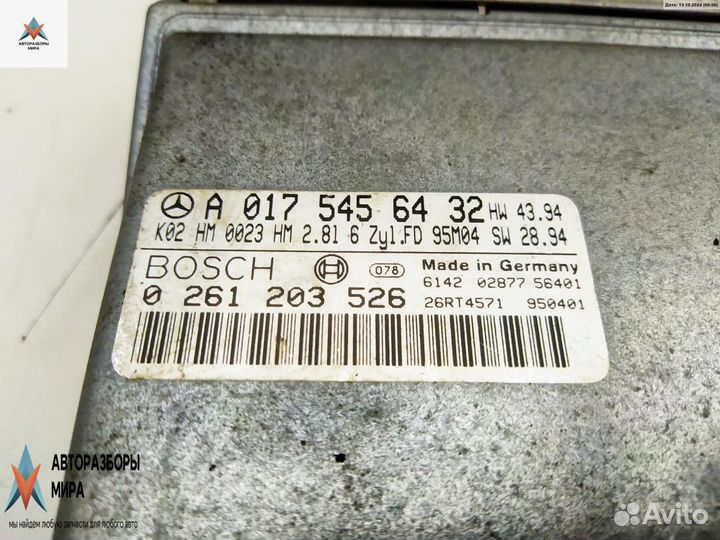 Дата: 13.10.2024 (00:06)
АВТОРАЗБОРЫ
МИРА
A 017 545 64 32 HW 43.94
K02 HM 0023 HM 2.8l 6 Zyl.FD 95M04 SW 28.94
BOSCH 078 Made in Germany
6142 02877 56401
0 261 203 526 26RT4571 950401
АВТОРАЗБОРЫ
МИРА
мы найдем любую запчасть для любого авто
Avito